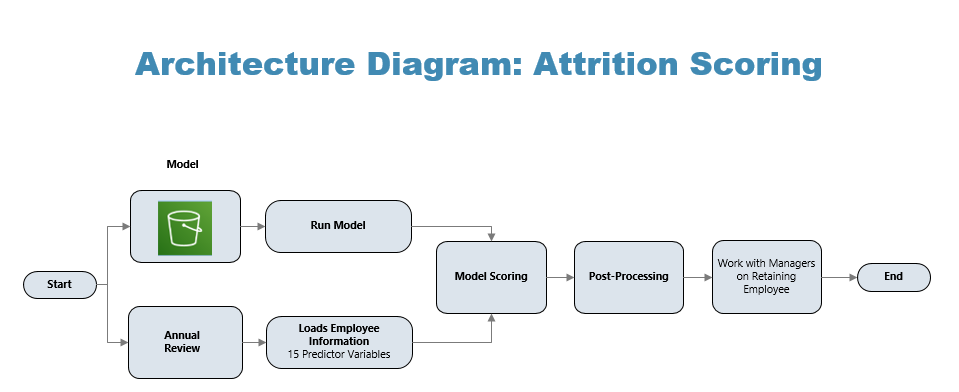 Architecture Diagram: Attrition Scoring
Model
Run Model
Start
Model Scoring
Post-Processing
Work with Managers
on Retaining
Employee
End
Annual
Review
Loads Employee
Information
15 Predictor Variables